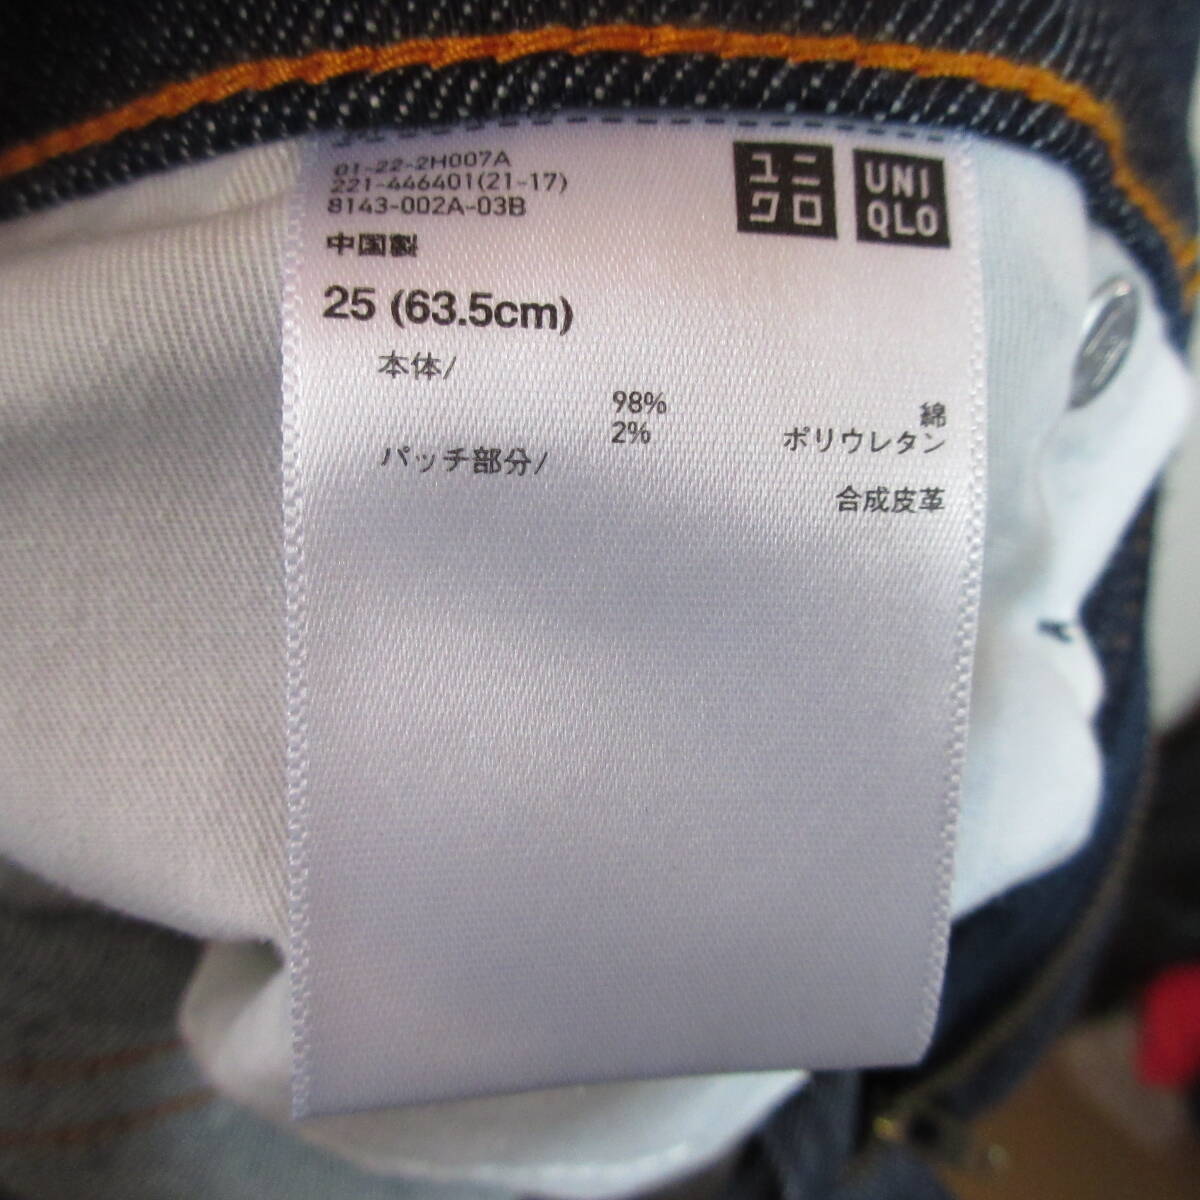 01-22-2H007A
221-446401(21-17)
8143-002A-03B
中国製
ユニ
クロ
UNI
QLO
25 (63.5cm)
本体/
98% 綿
2% ポリウレタン
パッチ部分/
合成皮革